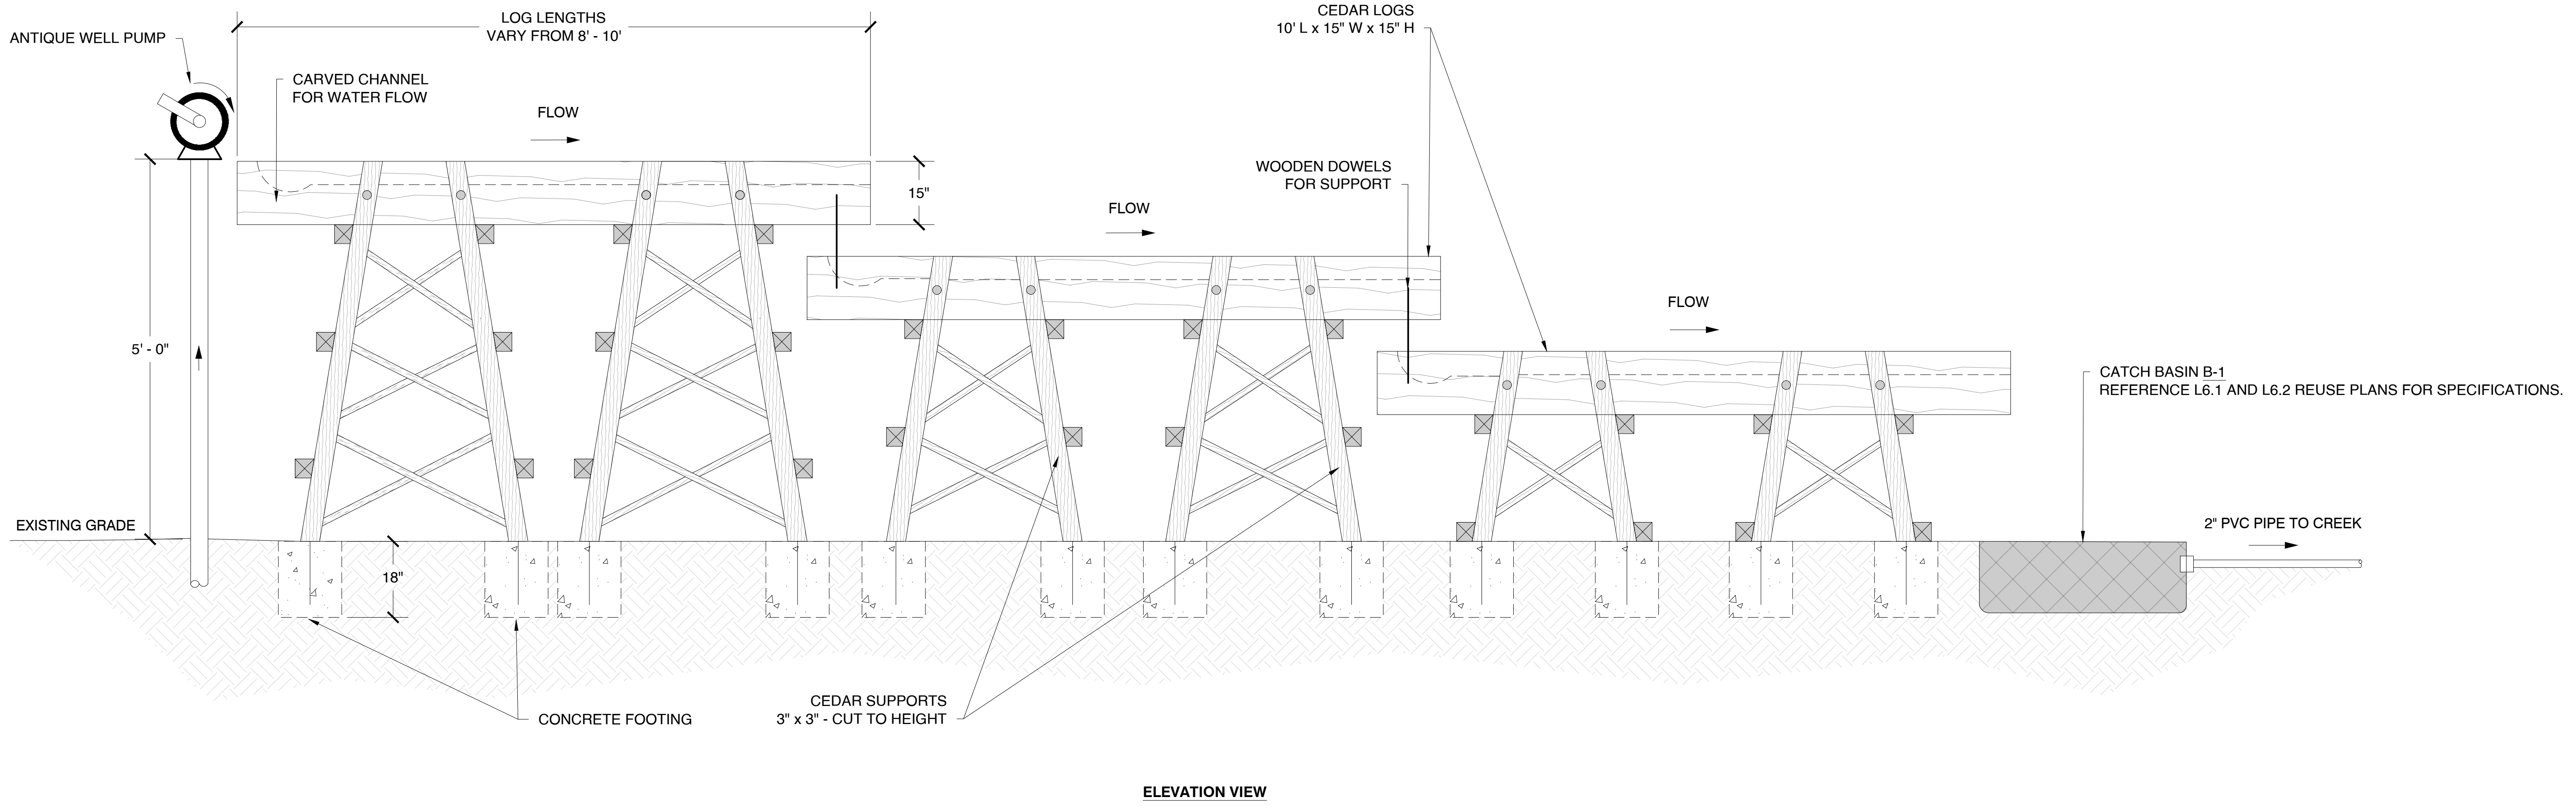 LOG LENGTHS
VARY FROM 8' - 10'
CEDAR LOGS
10' L x 15" W x 15" H
ANTIQUE WELL PUMP
CARVED CHANNEL
FOR WATER FLOW
FLOW
WOODEN DOWELS
FOR SUPPORT
15"
FLOW
FLOW
5' - 0"
CATCH BASIN B-1
REFERENCE L6.1 AND L6.2 REUSE PLANS FOR SPECIFICATIONS.
EXISTING GRADE
2" PVC PIPE TO CREEK
18"
CONCRETE FOOTING
CEDAR SUPPORTS
3" x 3" - CUT TO HEIGHT
ELEVATION VIEW